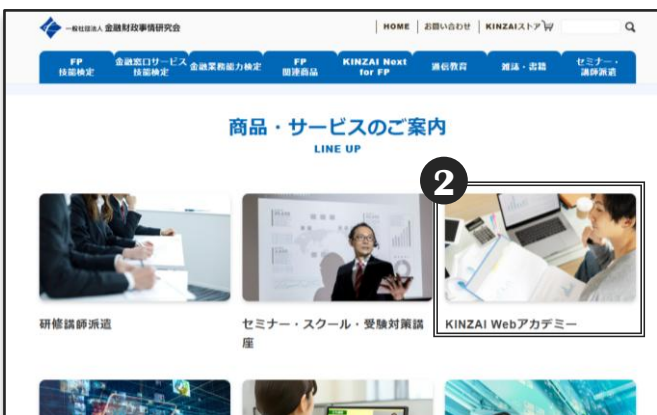 一般社団法人 金融財政事情研究会
HOME お問い合わせ KINZAIストア
FP
技能検定
金融窓口サービス
技能検定
金融業務能力検定
FP
関連商品
KINZAI Next
for FP
通信教育
雑誌・書籍
セミナー・
講師派遣
商品・サービスのご案内
LINE UP
2
研修講師派遣
セミナー・スクール・受験対策講
座
KINZAI Webアカデミー